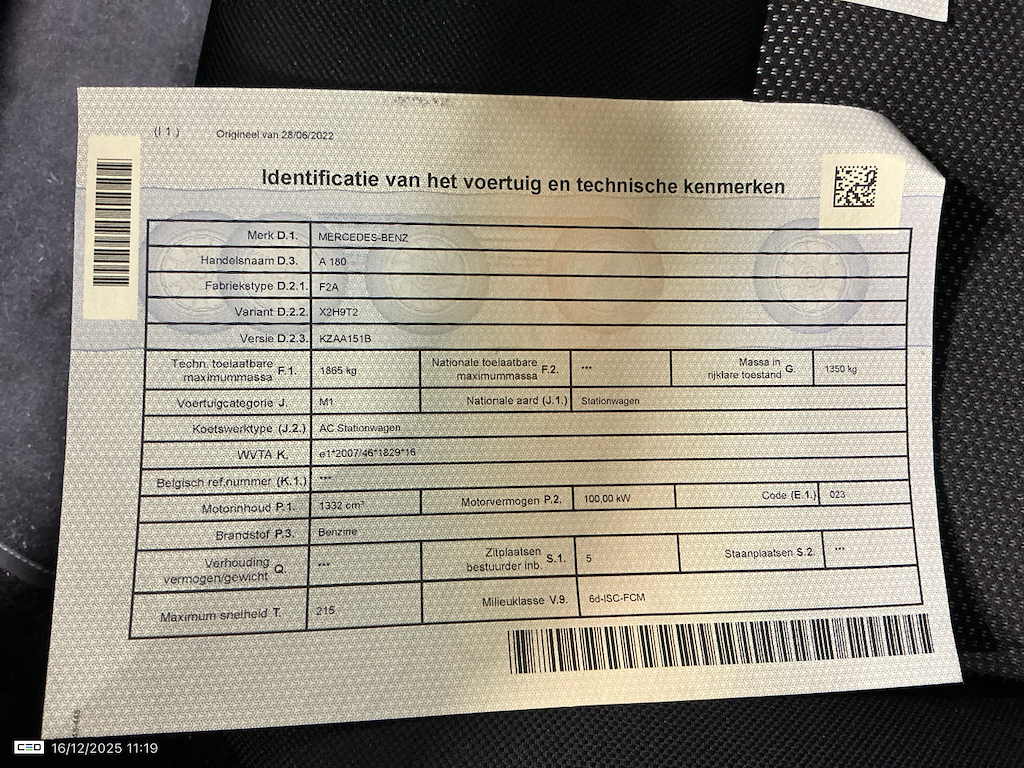 (I 1.) Origineel van 28/06/2022
Identificatie van het voertuig en technische kenmerken
Merk D.1. MERCEDES-BENZ
Handelsnaam D.3. A 180
Fabriekstype D.2.1. F2A
Variant D.2.2. X2H9T2
Versie D.2.3. KZAA151B
Techn. toelaatbare maximummassa F.1. 1865 kg Nationale toelaatbare maximummassa F.2. *** Massa in rijklare toestand G. 1350 kg
Voertuigcategorie J. M1 Nationale aard (J.1.) Stationwagen
Koetswerktype (J.2.) AC Stationwagen
WVTA K. e1*2007/46*1829*16
Belgisch ref.nummer (K.1.) ***
Motorinhoud P.1. 1332 cm³ Motorvermogen P.2. 100,00 kW Code (E.1.) 023
Brandstof P.3. Benzine
Verhouding vermogen/gewicht Q. *** Zitplaatsen bestuurder inb. S.1. 5 Staanplaatsen S.2. ***
Maximum snelheid T. 215 Milieuklasse V.9. 6d-ISC-FCM
CEO 16/12/2025 11:19